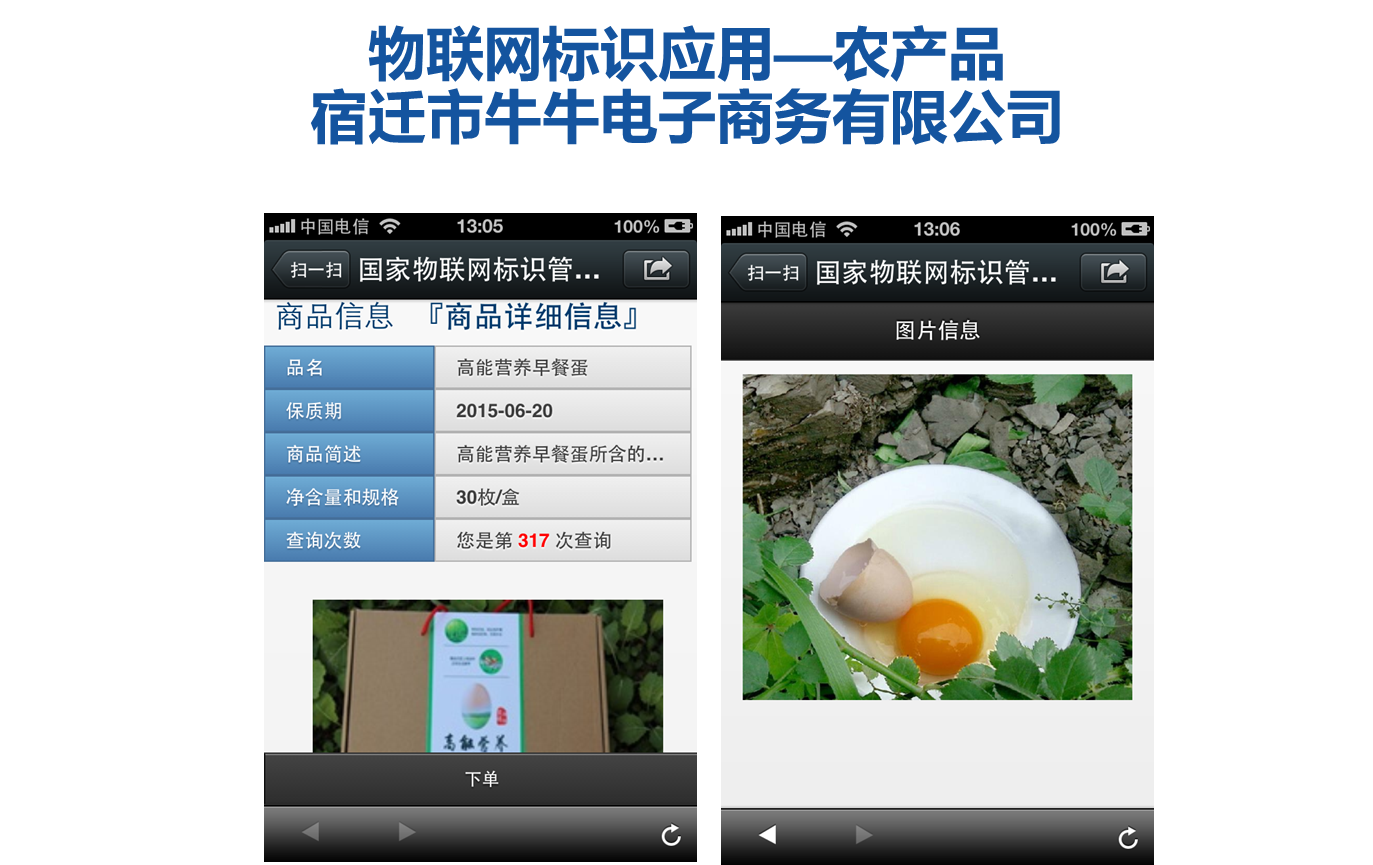 物联网标识应用—农产品
宿迁市牛牛电子商务有限公司
中国电信 13:05 100%
扫一扫 国家物联网标识管...
商品信息 『商品详细信息』
品名 高能营养早餐蛋
保质期 2015-06-20
商品简述 高能营养早餐蛋所含的...
净含量和规格 30枚/盒
查询次数 您是第 317 次查询
高能营养
下单
中国电信 13:06 100%
扫一扫 国家物联网标识管...
图片信息